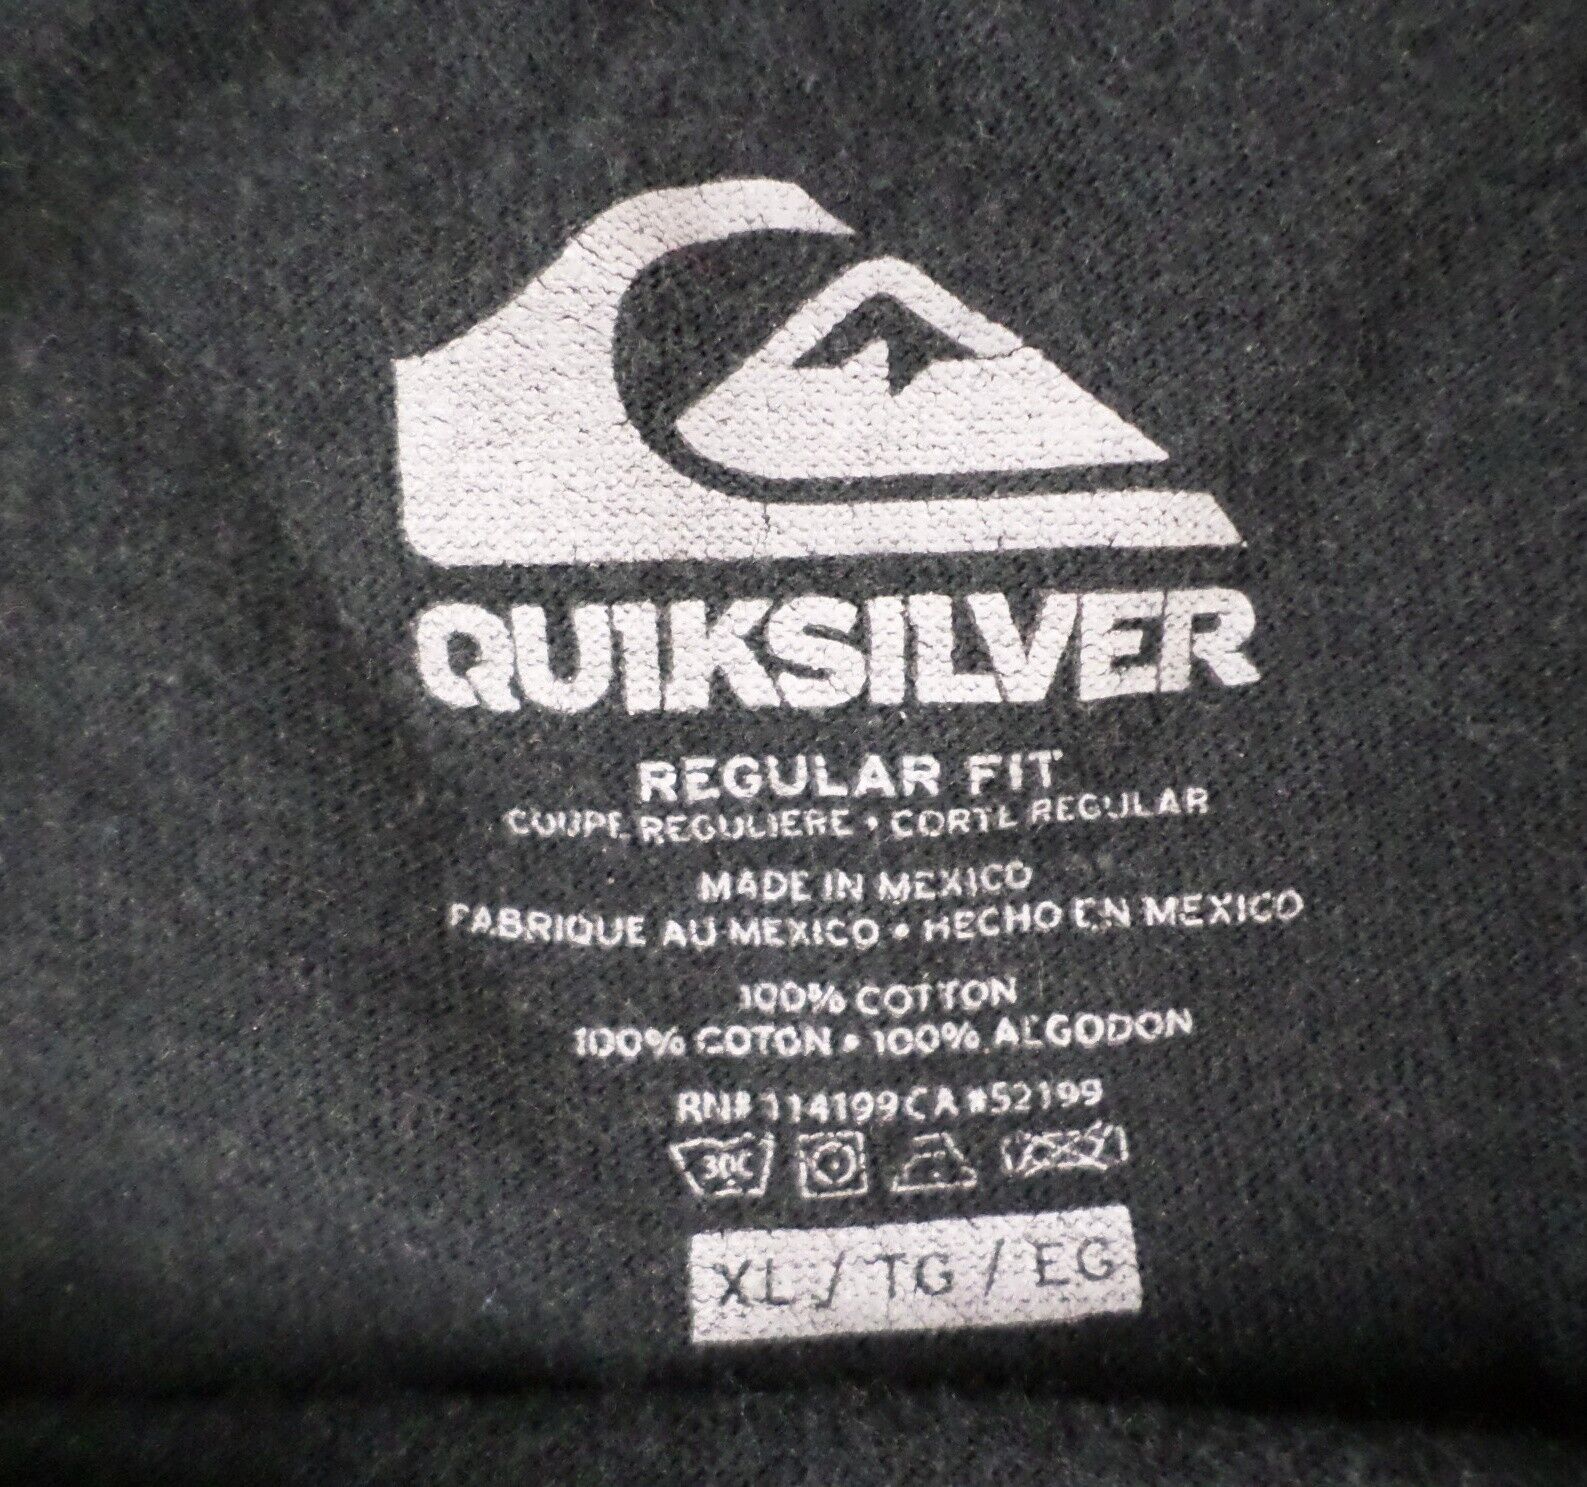 QUIKSILVER
REGULAR FIT
COUPE REGULIERE • CORTE REGULAR
MADE IN MEXICO
FABRIQUE AU MEXICO • HECHO EN MEXICO
100% COTTON
100% COTON • 100% ALGODON
RN# 114199 CA #52199
30C
XL / TG / EG